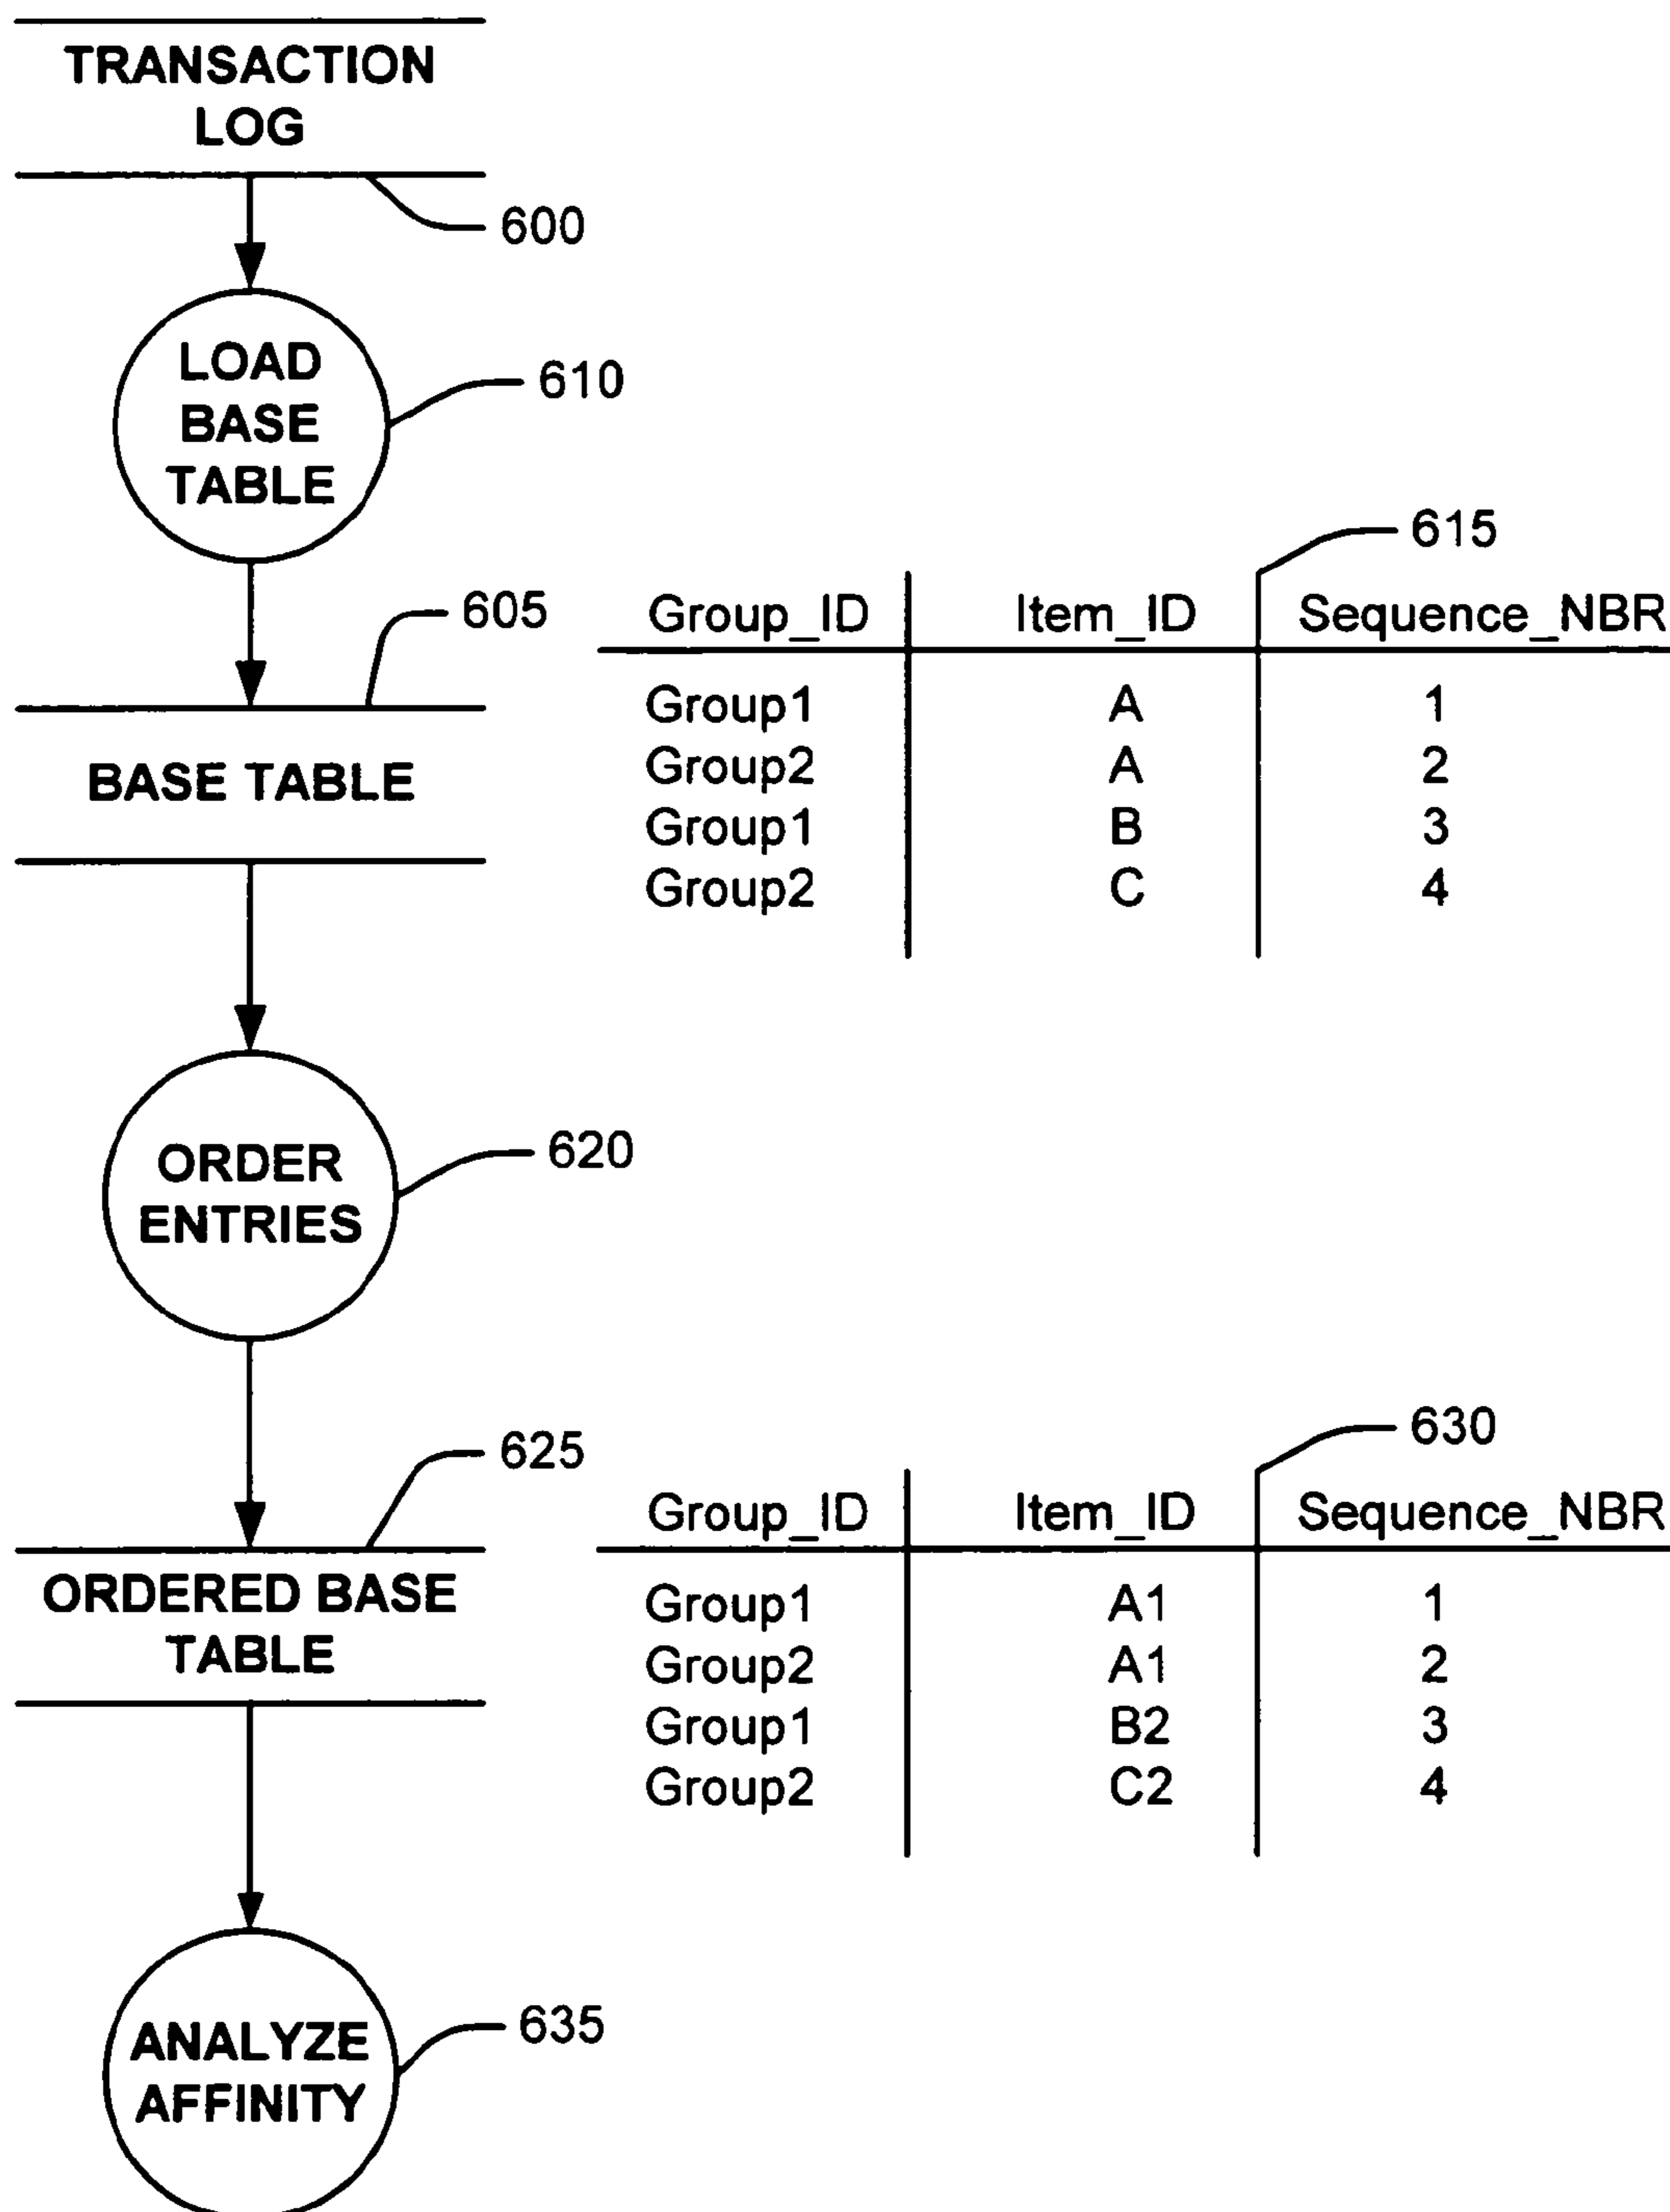 TRANSACTION
LOG
600
LOAD
BASE
TABLE
610
605
BASE TABLE
615
Group_ID Item_ID Sequence_NBR
Group1 A 1
Group2 A 2
Group1 B 3
Group2 C 4
ORDER
ENTRIES
620
625
ORDERED BASE
TABLE
630
Group_ID Item_ID Sequence_NBR
Group1 A1 1
Group2 A1 2
Group1 B2 3
Group2 C2 4
ANALYZE
AFFINITY
635